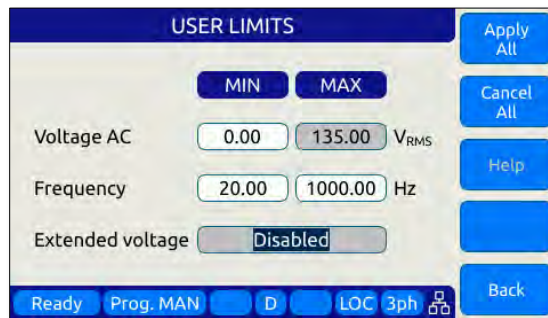 USER LIMITS
Apply
All
MIN MAX
Cancel
All
Voltage AC 0.00 135.00 VRMS
Help
Frequency 20.00 1000.00 Hz
Extended voltage Disabled
Back
Ready Prog. MAN D LOC 3ph